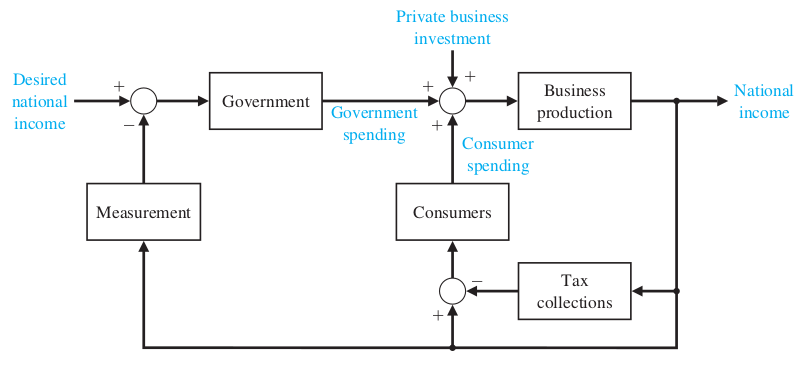 Private business
investment
Desired
national
income
+
−
Government
Government
spending
+
+
+
Business
production
National
income
Consumer
spending
Measurement
Consumers
−
+
Tax
collections